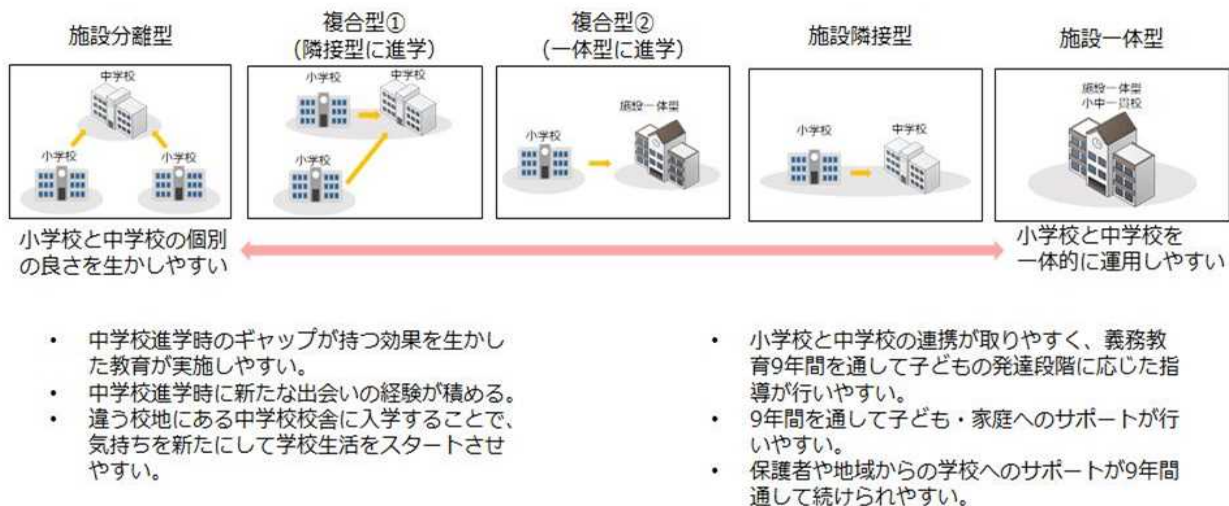 施設分離型
複合型①
(隣接型に進学)
複合型②
(一体型に進学)
施設隣接型
施設一体型
中学校
小学校
小学校
小学校
中学校
小学校
小学校
施設一体型
小学校
中学校
施設一体型
小中一貫校
小学校と中学校の個別
の良さを生かしやすい
小学校と中学校を
一体的に運用しやすい
• 中学校進学時のギャップが持つ効果を生かし
た教育が実施しやすい。
• 中学校進学時に新たな出会いの経験が積める。
• 違う校地にある中学校校舎に入学することで、
気持ちを新たにして学校生活をスタートさせ
やすい。
• 小学校と中学校の連携が取りやすく、義務教
育9年間を通して子どもの発達段階に応じた指
導が行いやすい。
• 9年間を通して子ども・家庭へのサポートが行
いやすい。
• 保護者や地域からの学校へのサポートが9年間
通して続けられやすい。